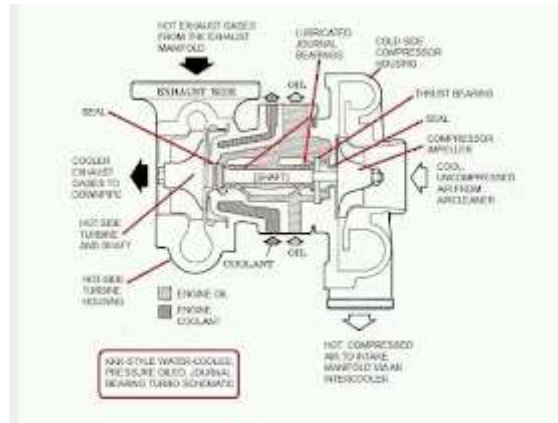 HOT EXHAUST GASES
FROM THE EXHAUST
MANIFOLD
LUBRICATED
JOURNAL
BEARINGS
COLD SIDE
COMPRESSOR
HOUSING
EXHAUST SIDE
OIL
THRUST BEARING
SEAL
SEAL
COMPRESSOR
IMPELLER
COOLER
EXHAUST
GASES TO
DOWNPIPE
SHAFT
COOL,
UNCOMPRESSED
AIR FROM
AIRCLEANER
HOT-SIDE
TURBINE
AND SHAFT
COOLANT
OIL
HOT-SIDE
TURBINE
HOUSING
ENGINE OIL
ENGINE
COOLANT
HOT, COMPRESSED
AIR TO INTAKE
MANIFOLD VIA AN
INTERCOOLER
KKK-STYLE WATER-COOLED,
PRESSURE OILED, JOURNAL
BEARING TURBO SCHEMATIC